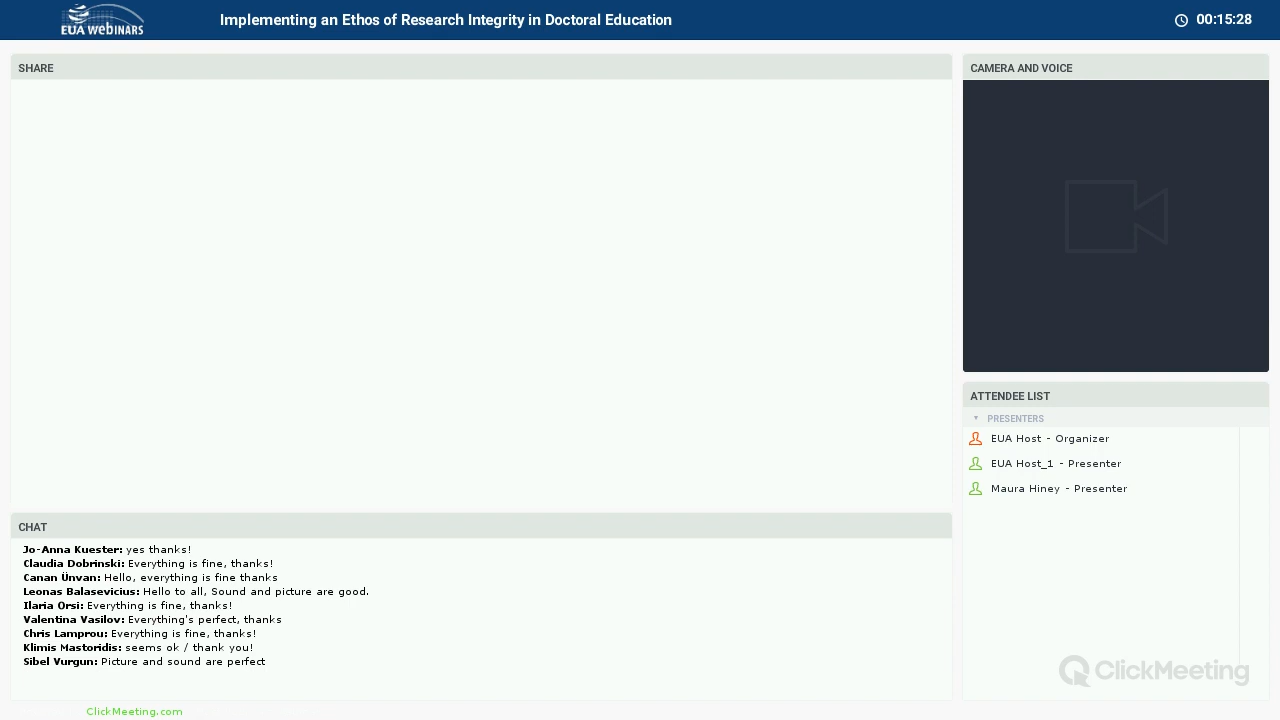 EUA WEBINARS
Implementing an Ethos of Research Integrity in Doctoral Education
00:15:28
SHARE
CAMERA AND VOICE
ATTENDEE LIST
PRESENTERS
EUA Host - Organizer
EUA Host_1 - Presenter
Maura Hiney - Presenter
CHAT
Jo-Anna Kuester: yes thanks!
Claudia Dobrinski: Everything is fine, thanks!
Canan Ünvan: Hello, everything is fine thanks
Leonas Balasevicius: Hello to all, Sound and picture are good.
Ilaria Orsi: Everything is fine, thanks!
Valentina Vasilov: Everything's perfect, thanks
Chris Lamprou: Everything is fine, thanks!
Klimis Mastoridis: seems ok / thank you!
Sibel Vurgun: Picture and sound are perfect
ClickMeeting
ClickMeeting.com